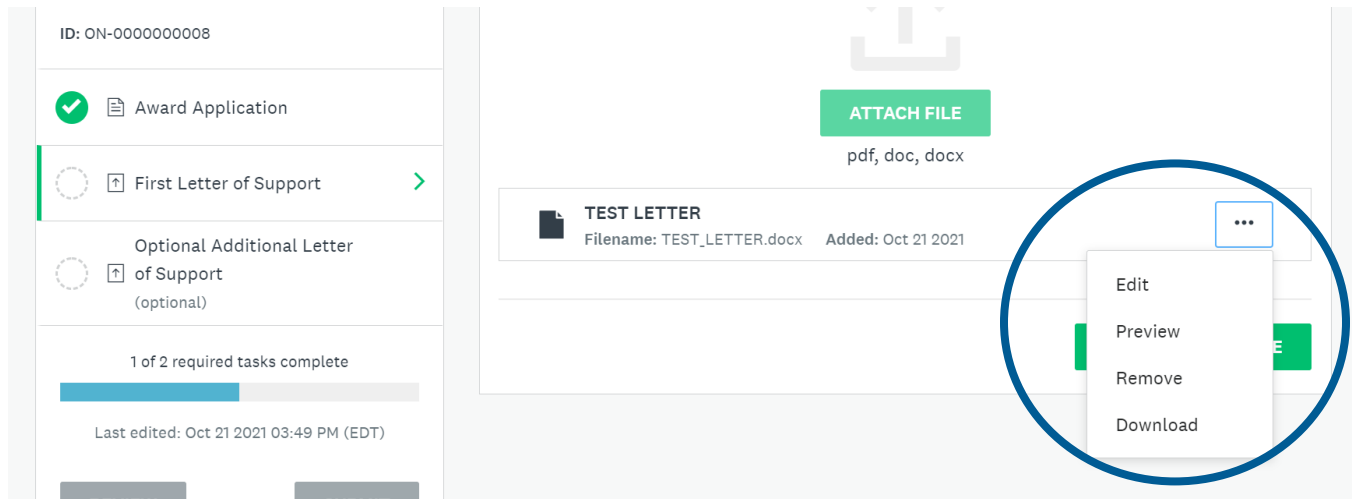 ID: ON-0000000008
Award Application
First Letter of Support
Optional Additional Letter
of Support
(optional)
1 of 2 required tasks complete
Last edited: Oct 21 2021 03:49 PM (EDT)
ATTACH FILE
pdf, doc, docx
TEST LETTER
Filename: TEST_LETTER.docx Added: Oct 21 2021
•••
Edit
Preview
Remove
Download
E